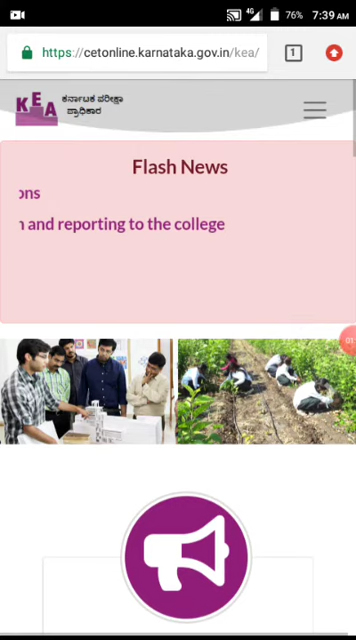 4G
76%
7:39 AM
https://cetonline.karnataka.gov.in/kea/
1
KEA
ಕರ್ನಾಟಕ ಪರೀಕ್ಷಾ
ಪ್ರಾಧಿಕಾರ
Flash News
ons
and reporting to the college